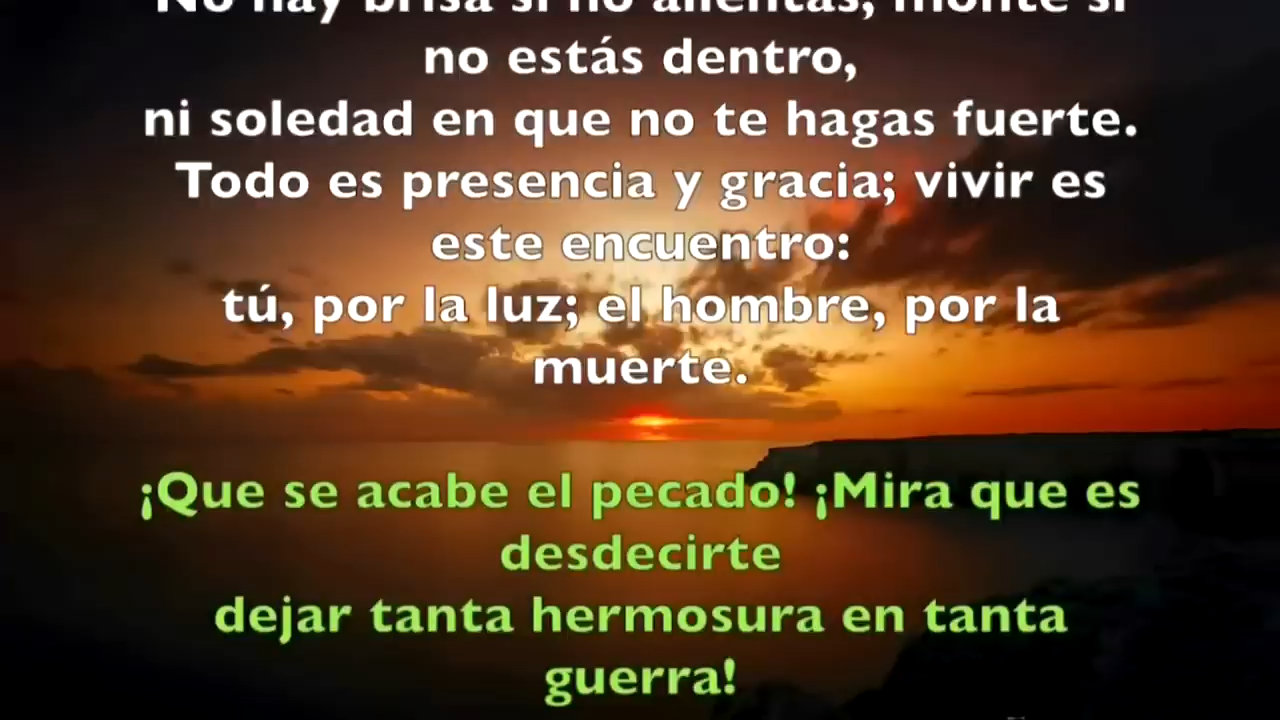 No hay brisa si no alientas, monte si
no estás dentro,
ni soledad en que no te hagas fuerte.
Todo es presencia y gracia; vivir es
este encuentro:
tú, por la luz; el hombre, por la
muerte.
¡Que se acabe el pecado! ¡Mira que es
desdecirte
dejar tanta hermosura en tanta
guerra!